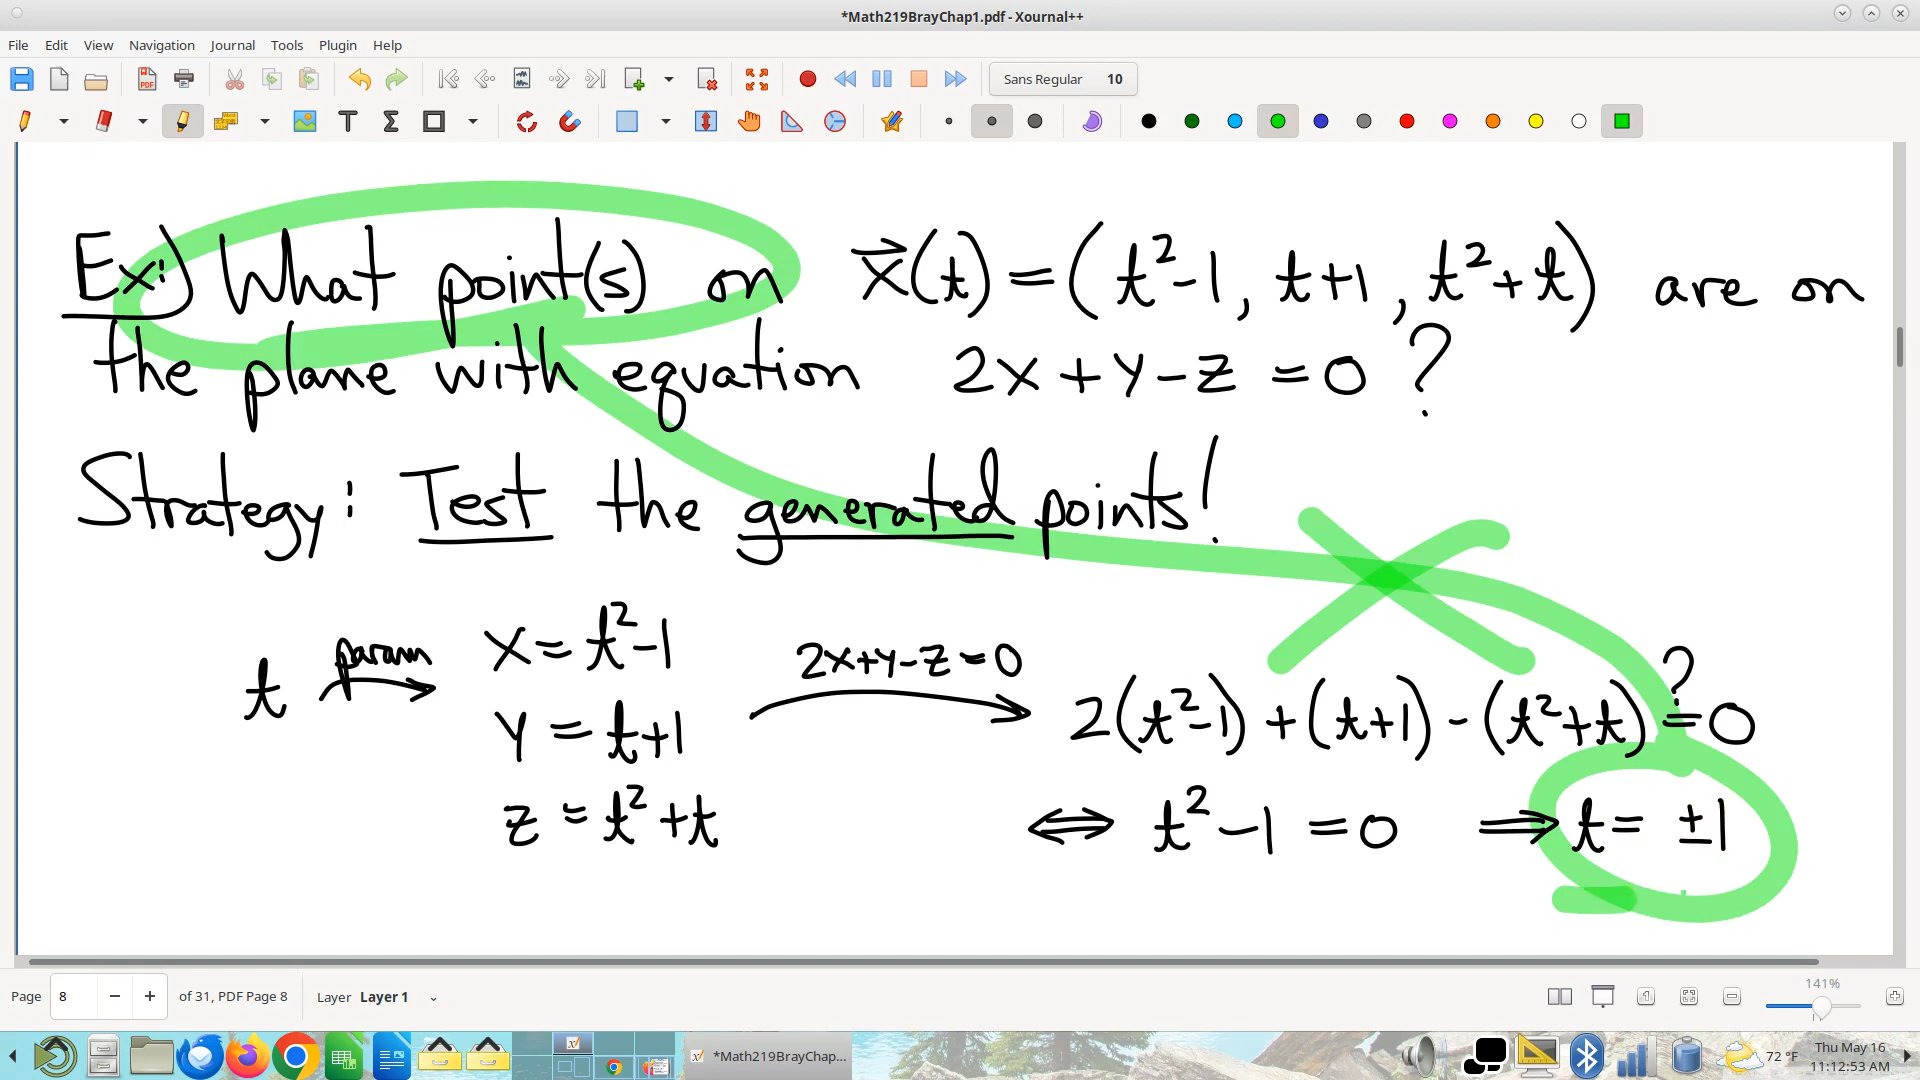 *Math219BrayChap1.pdf - Xournal++
File Edit View Navigation Journal Tools Plugin Help
Sans Regular 10
Ex:) What point(s) on x⃗(t) = (t²-1, t+1, t²+t) are on
the plane with equation 2x+y-z=0?
Strategy: Test the generated points!
t param x = t²-1 2x+y-z=0 2(t²-1)+(t+1)-(t²+t) ?= 0
y = t+1
z = t²+t ⟺ t²-1=0 ⟹ t= ±1
141%
Page 8 of 31, PDF Page 8 Layer Layer 1
*Math219BrayChap... 72 °F Thu May 16
11:12:53 AM